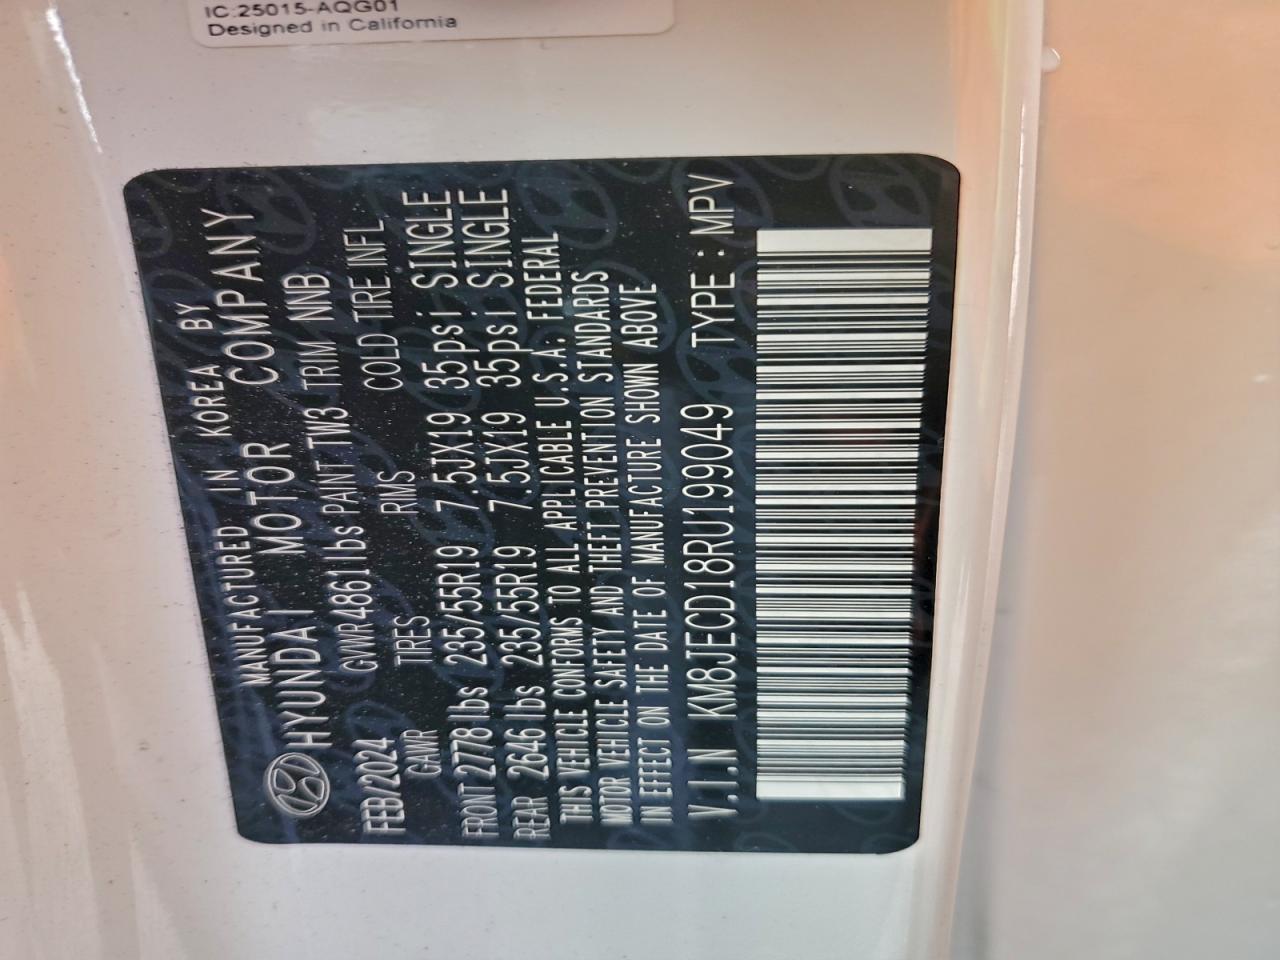 IC:25015-AQG01
Designed in California
MANUFACTURED IN KOREA BY
HYUNDAI MOTOR COMPANY
GVWR 4861lbs PANT TW3 TRIM NNB
FEB/2024 TIRES RIMS COLD TIRE INFL
GAWR
FRONT 2778 lbs 235/55R19 7.5JX19 35psi SINGLE
REAR 2646 lbs 235/55R19 7.5JX19 35psi SINGLE
THIS VEHICLE CONFORMS TO ALL APPLICABLE U.S.A. FEDERAL
MOTOR VEHICLE SAFETY AND THEFT PREVENTION STANDARDS
IN EFFECT ON THE DATE OF MANUFACTURE SHOWN ABOVE
V.I.N KM8JECD18RU199049 TYPE : MPV